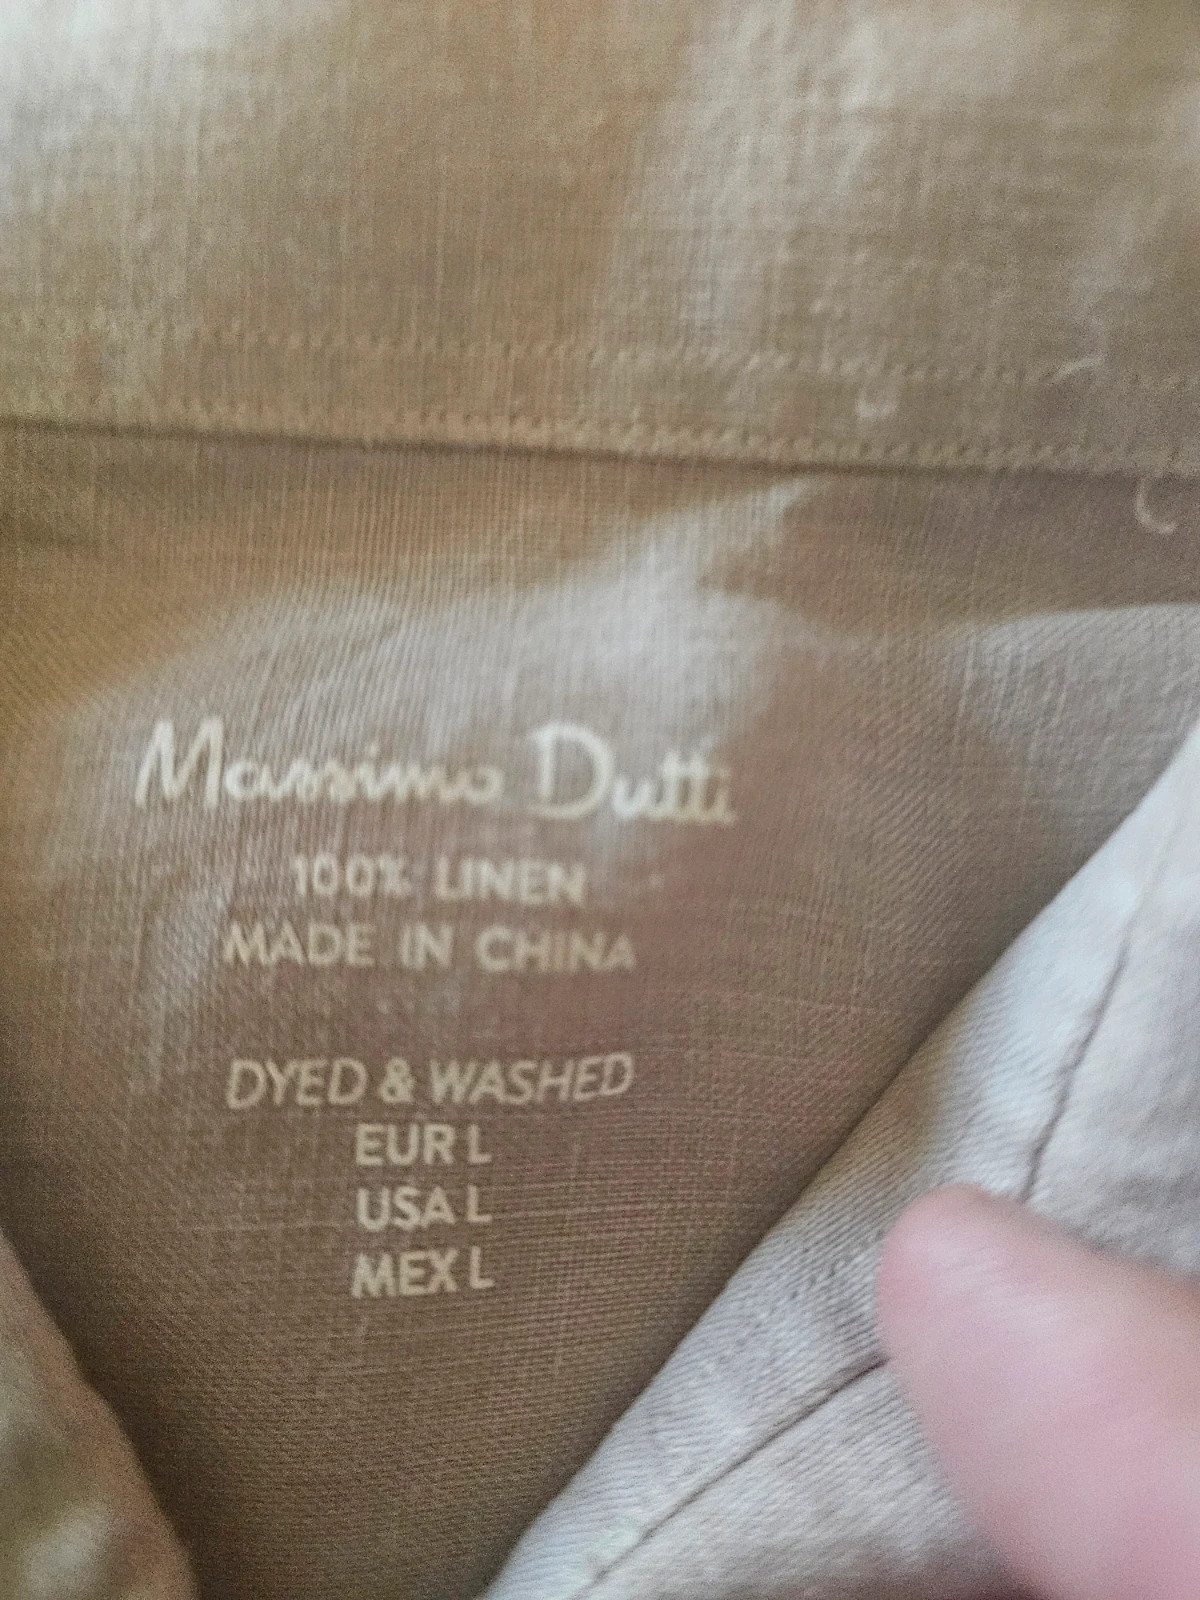 Massimo Dutti
100% LINEN
MADE IN CHINA
DYED & WASHED
EUR L
USA L
MEX L